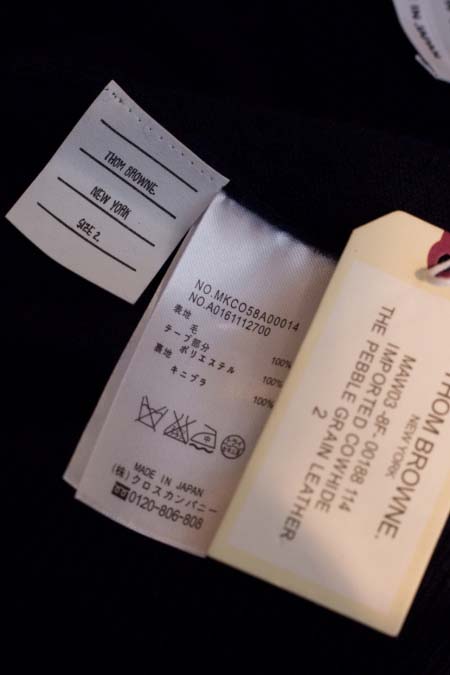 THOM BROWNE.
NEW YORK
SIZE 2.
NO.MKCO58A00014
NO.A0161112700
表地
毛 100%
テープ部分
ポリエステル 100%
裏地
キュプラ 100%
MADE IN JAPAN
(株)クロスカンパニー
0120-806-808
THOM BROWNE.
NEW YORK
MAW03-8F. 00188 114
IMPORTED COWHIDE
THE PEBBLE GRAIN LEATHER.
2